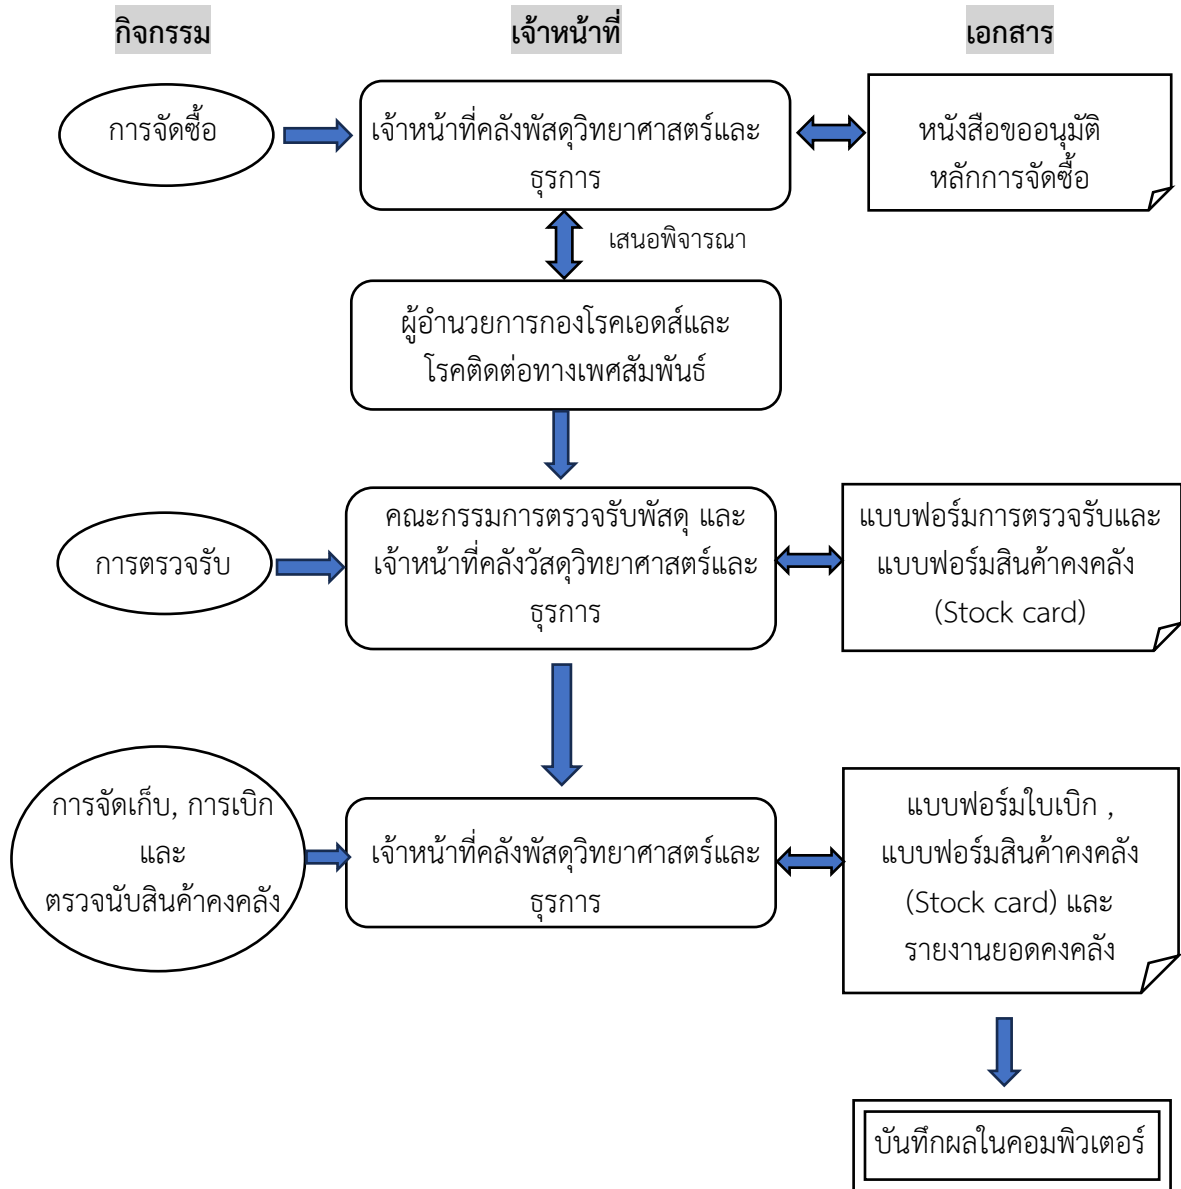 กิจกรรม
เจ้าหน้าที่
เอกสาร
การจัดซื้อ
เจ้าหน้าที่คลังพัสดุวิทยาศาสตร์และ
ธุรการ
หนังสือขออนุมัติ
หลักการจัดซื้อ
เสนอพิจารณา
ผู้อำนวยการกองโรคเอดส์และ
โรคติดต่อทางเพศสัมพันธ์
การตรวจรับ
คณะกรรมการตรวจรับพัสดุ และ
เจ้าหน้าที่คลังวัสดุวิทยาศาสตร์และ
ธุรการ
แบบฟอร์มการตรวจรับและ
แบบฟอร์มสินค้าคงคลัง
(Stock card)
การจัดเก็บ, การเบิก
และ
ตรวจนับสินค้าคงคลัง
เจ้าหน้าที่คลังพัสดุวิทยาศาสตร์และ
ธุรการ
แบบฟอร์มใบเบิก ,
แบบฟอร์มสินค้าคงคลัง
(Stock card) และ
รายงานยอดคงคลัง
บันทึกผลในคอมพิวเตอร์